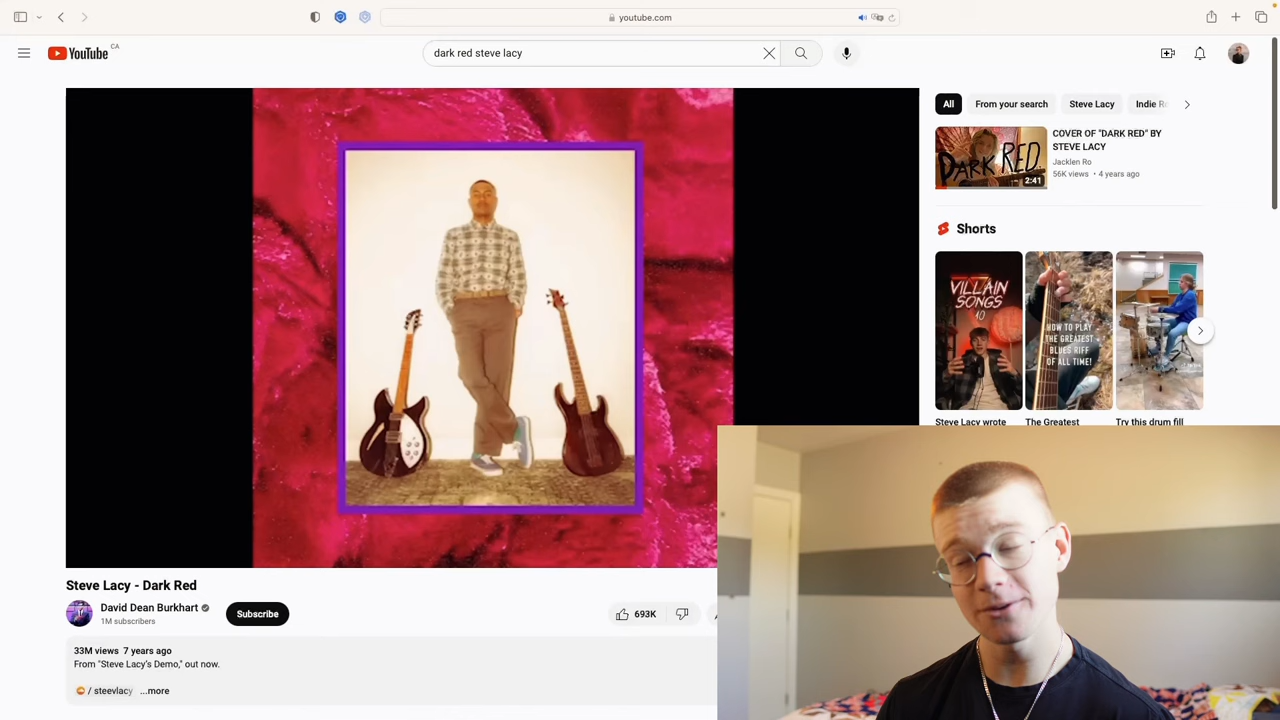 youtube.com
YouTube CA
dark red steve lacy
All
From your search
Steve Lacy
Indie
DARK RED
2:41
COVER OF "DARK RED" BY
STEVE LACY
Jacklen Ro
56K views • 4 years ago
Shorts
VILLAIN
SONGS
10
HOW TO PLAY
THE GREATEST
BLUES RIFF
OF ALL TIME!
Steve Lacy wrote
The Greatest
Try this drum fill
Steve Lacy - Dark Red
David Dean Burkhart
1M subscribers
Subscribe
693K
33M views 7 years ago
From "Steve Lacy's Demo," out now.
/ steevlacy ...more